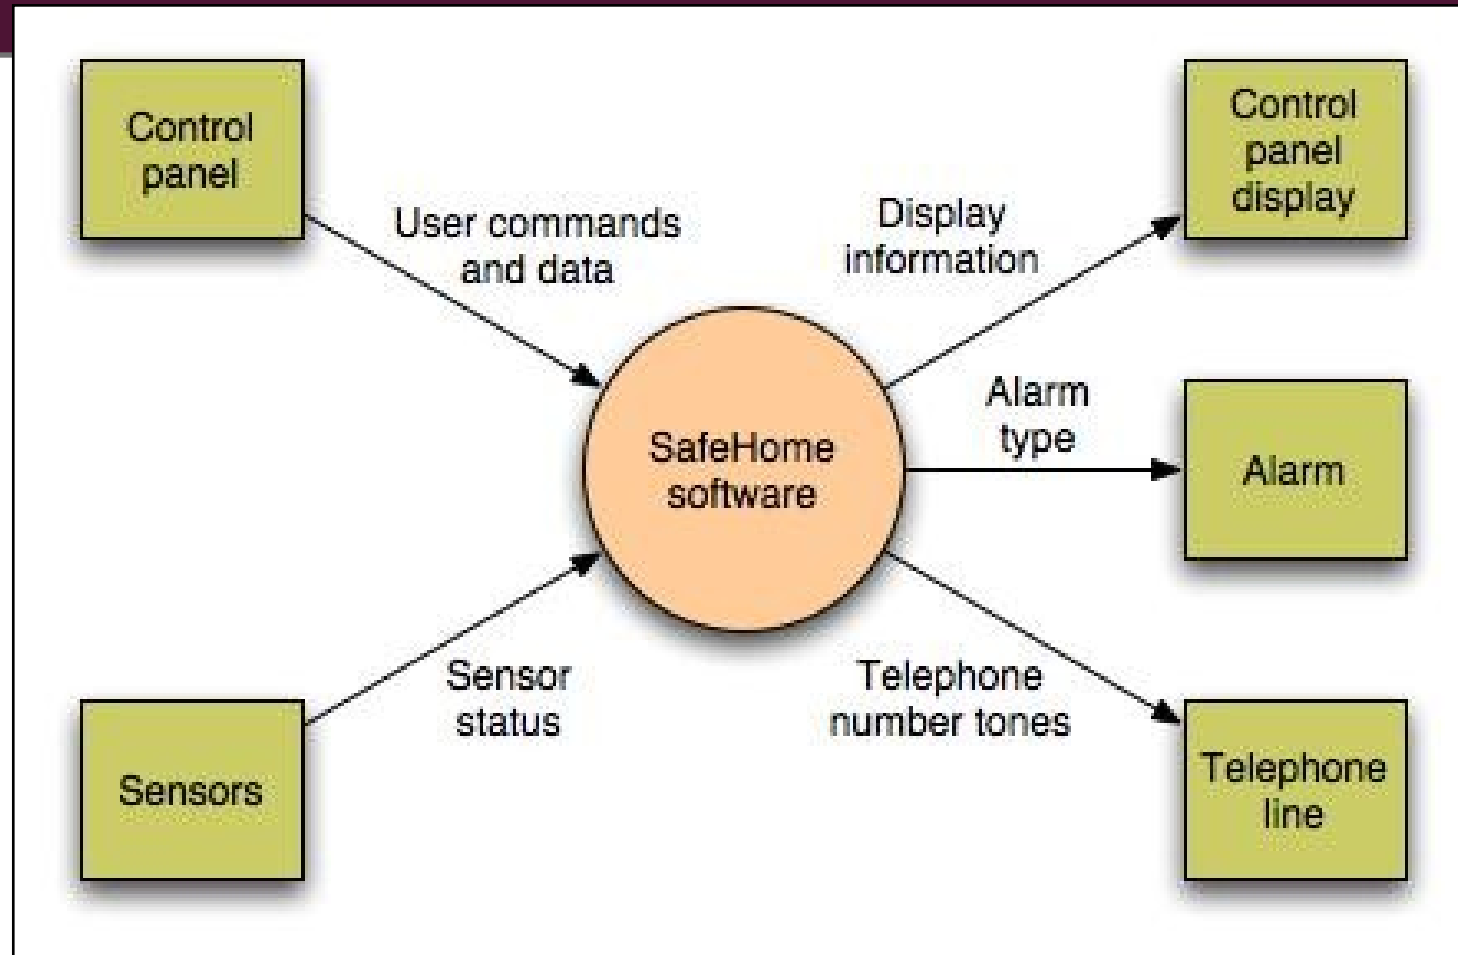 Control
panel
User commands
and data
Display
information
Control
panel
display
SafeHome
software
Alarm
type
Alarm
Sensor
status
Telephone
number tones
Sensors
Telephone
line